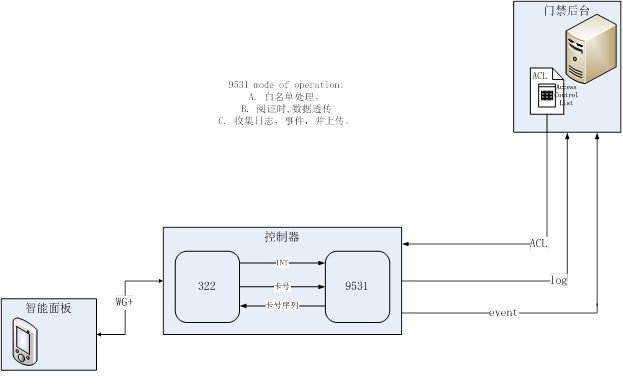 门禁后台
ACL
Access
Control
List
9531 mode of operation:
A. 白名单处理。
B. 阅证时,数据透传
C. 收集日志，事件，并上传。
控制器
322
9531
INT
卡号
卡号序列
ACL
log
event
WG+
智能面板